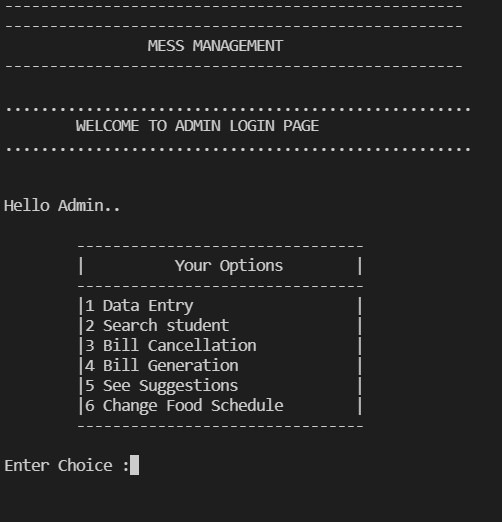 ---------------------------------------------------
---------------------------------------------------
MESS MANAGEMENT
---------------------------------------------------
....................................................
WELCOME TO ADMIN LOGIN PAGE
....................................................
Hello Admin..
--------------------------------
| Your Options |
--------------------------------
|1 Data Entry |
|2 Search student |
|3 Bill Cancellation |
|4 Bill Generation |
|5 See Suggestions |
|6 Change Food Schedule |
--------------------------------
Enter Choice :